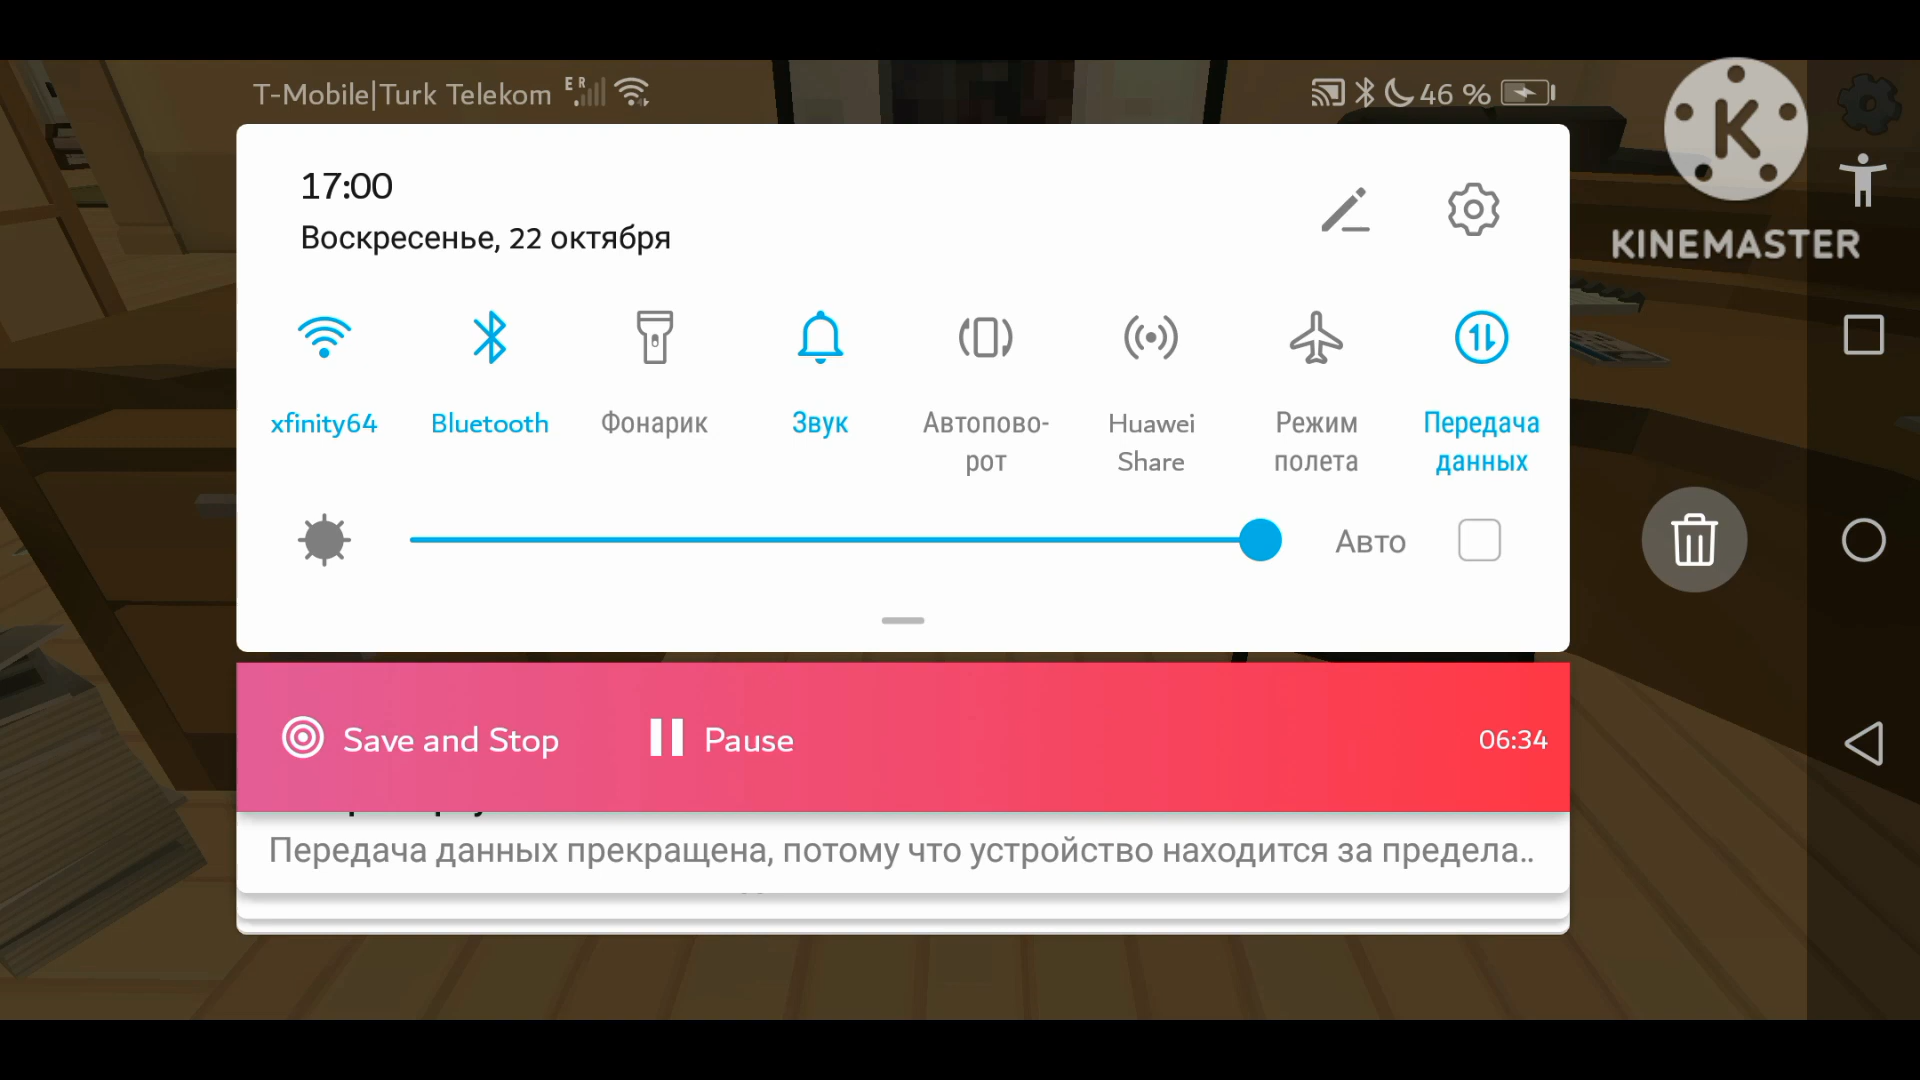 T-Mobile|Turk Telekom ER
46 %
K
KINEMASTER
17:00
Воскресенье, 22 октября
xfinity64
Bluetooth
Фонарик
Звук
Автопово-
рот
Huawei
Share
Режим
полета
Передача
данных
Авто
Save and Stop
Pause
06:34
Передача данных прекращена, потому что устройство находится за предела..